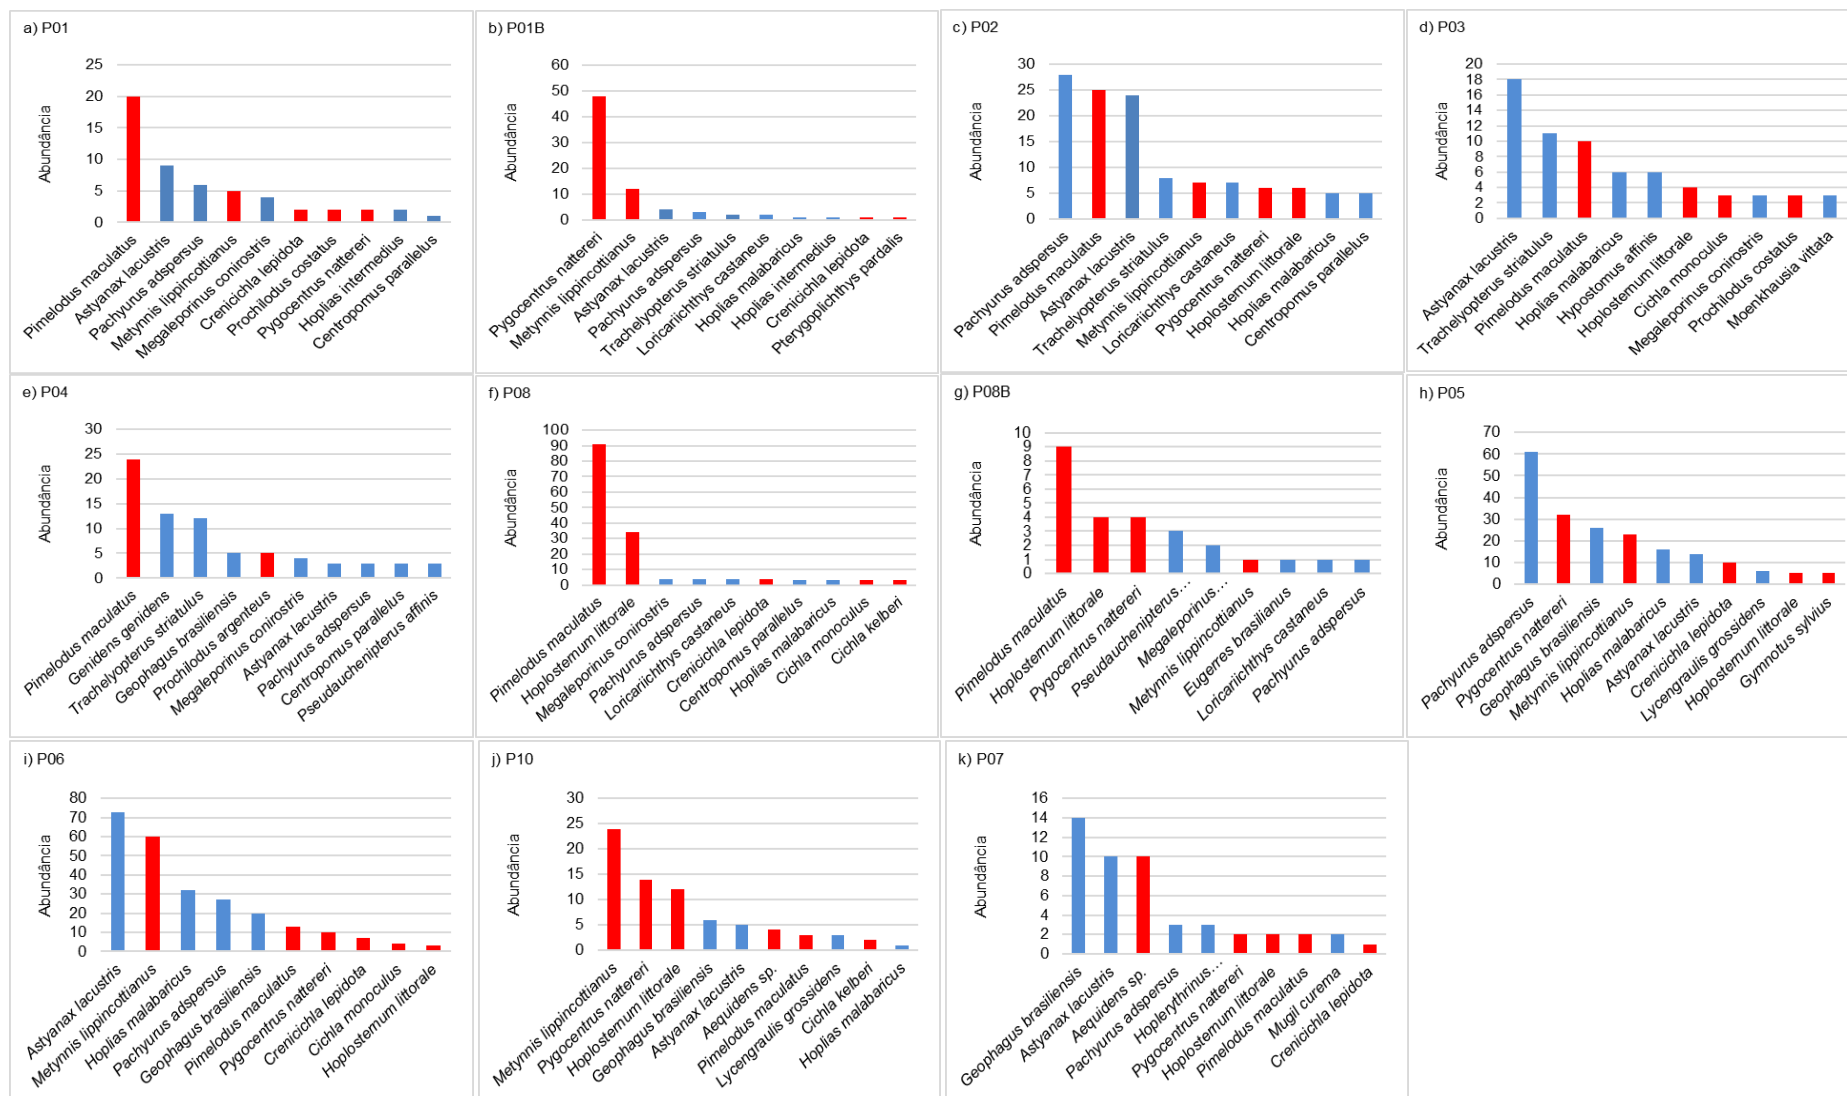 a) P01
Abundância
25
20
15
10
5
0
Pimelodus maculatus
Astyanax lacustris
Pachyurus adspersus
Metynnis lippincottianus
Megaleporinus conirostris
Crenicichla lepidota
Prochilodus costatus
Pygocentrus nattereri
Hoplias intermedius
Centropomus parallelus
b) P01B
Abundância
60
50
40
30
20
10
0
Pygocentrus nattereri
Metynnis lippincottianus
Astyanax lacustris
Pachyurus adspersus
Trachelyopterus striatulus
Loricariichthys castaneus
Hoplias malabaricus
Hoplias intermedius
Crenicichla lepidota
Pterygoplichthys pardalis
c) P02
Abundância
30
25
20
15
10
5
0
Pachyurus adspersus
Pimelodus maculatus
Astyanax lacustris
Trachelyopterus striatulus
Metynnis lippincottianus
Loricariichthys castaneus
Pygocentrus nattereri
Hoplosternum littorale
Hoplias malabaricus
Centropomus parallelus
d) P03
Abundância
20
18
16
14
12
10
8
6
4
2
0
Astyanax lacustris
Trachelyopterus striatulus
Pimelodus maculatus
Hoplias malabaricus
Hypostomus affinis
Hoplosternum littorale
Cichla monoculus
Megaleporinus conirostris
Prochilodus costatus
Moenkhausia vittata
e) P04
Abundância
30
25
20
15
10
5
0
Pimelodus maculatus
Genidens genidens
Trachelyopterus striatulus
Geophagus brasiliensis
Prochilodus argenteus
Megaleporinus conirostris
Astyanax lacustris
Pachyurus adspersus
Centropomus parallelus
Pseudauchenipterus affinis
f) P08
Abundância
100
90
80
70
60
50
40
30
20
10
0
Pimelodus maculatus
Hoplosternum littorale
Megaleporinus conirostris
Pachyurus adspersus
Loricariichthys castaneus
Crenicichla lepidota
Centropomus parallelus
Hoplias malabaricus
Cichla monoculus
Cichla kelberi
g) P08B
Abundância
10
9
8
7
6
5
4
3
2
1
1
0
Pimelodus maculatus
Hoplosternum littorale
Pygocentrus nattereri
Pseudauchenipterus...
Megaleporinus...
Metynnis lippincottianus
Eugerres brasilianus
Loricariichthys castaneus
Pachyurus adspersus
h) P05
Abundância
70
60
50
40
30
20
10
0
Pachyurus adspersus
Pygocentrus nattereri
Geophagus brasiliensis
Metynnis lippincottianus
Hoplias malabaricus
Astyanax lacustris
Crenicichla lepidota
Lycengraulis grossidens
Hoplosternum littorale
Gymnotus sylvius
i) P06
Abundância
80
70
60
50
40
30
20
10
0
Astyanax lacustris
Metynnis lippincottianus
Hoplias malabaricus
Pachyurus adspersus
Geophagus brasiliensis
Pimelodus maculatus
Pygocentrus nattereri
Crenicichla lepidota
Cichla monoculus
Hoplosternum littorale
j) P10
Abundância
30
25
20
15
10
5
0
Metynnis lippincottianus
Pygocentrus nattereri
Hoplosternum littorale
Geophagus brasiliensis
Astyanax lacustris
Aequidens sp.
Pimelodus maculatus
Lycengraulis grossidens
Cichla kelberi
Hoplias malabaricus
k) P07
Abundância
16
14
12
10
8
6
4
2
0
Geophagus brasiliensis
Astyanax lacustris
Aequidens sp.
Pachyurus adspersus
Hoplerythrinus...
Pygocentrus nattereri
Hoplosternum littorale
Pimelodus maculatus
Mugil curema
Crenicichla lepidota